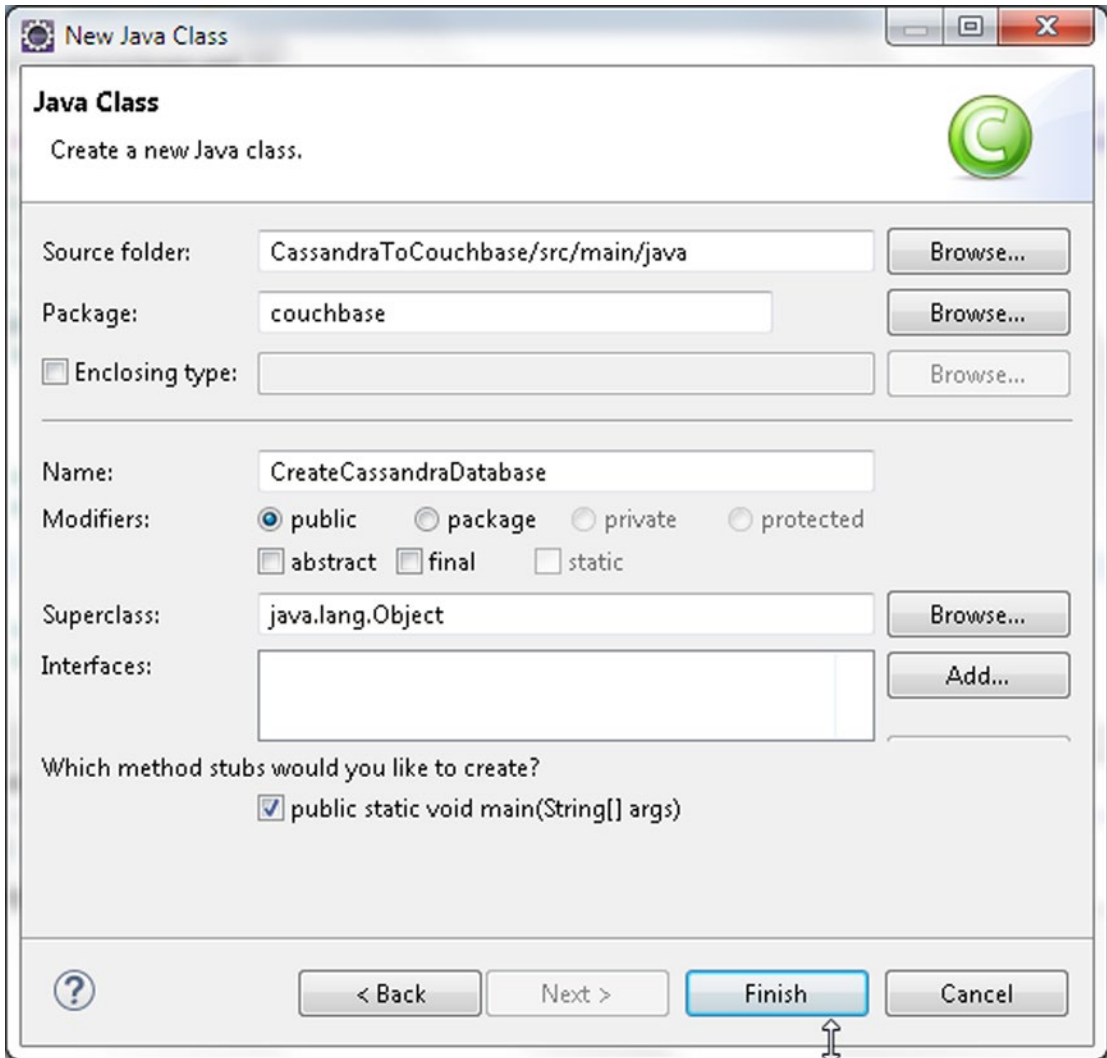 New Java Class
Java Class
Create a new Java class.
C
Source folder: CassandraToCouchbase/src/main/java Browse...
Package: couchbase Browse...
Enclosing type: Browse...
Name: CreateCassandraDatabase
Modifiers: public package private protected
abstract final static
Superclass: java.lang.Object Browse...
Interfaces: Add...
Which method stubs would you like to create?
public static void main(String[] args)
? < Back Next > Finish Cancel